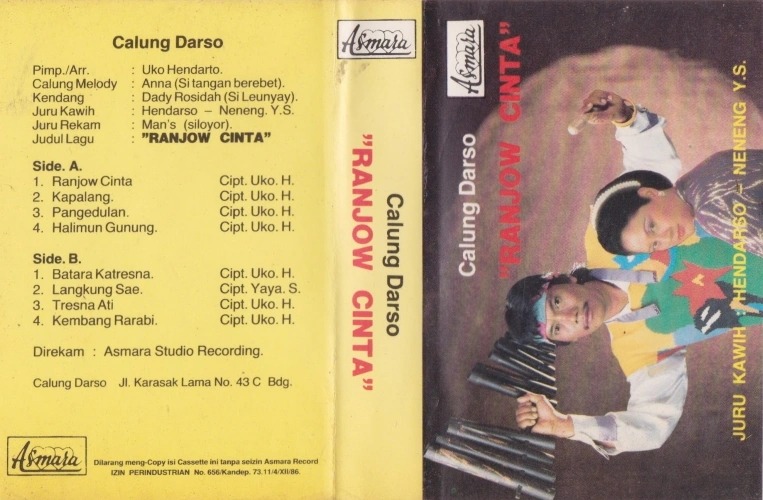 Calung Darso
Pimp./Arr. : Uko Hendarto.
Calung Melody : Anna (Si tangan berebet).
Kendang : Dady Rosidah (Si Leunyay).
Juru Kawih : Hendarso – Neneng. Y.S.
Juru Rekam : Man's (siloyor).
Judul Lagu : "RANJOW CINTA"
Side. A.
1. Ranjow Cinta Cipt. Uko. H.
2. Kapalang. Cipt. Uko. H.
3. Pangedulan. Cipt. Uko. H.
4. Halimun Gunung. Cipt. Uko. H.
Side. B.
1. Batara Katresna. Cipt. Uko. H.
2. Langkung Sae. Cipt. Yaya. S.
3. Tresna Ati Cipt. Uko. H.
4. Kembang Rarabi. Cipt. Uko. H.
Direkam : Asmara Studio Recording.
Calung Darso Jl. Karasak Lama No. 43 C Bdg.
Asmara
Dilarang meng-Copy isi Cassette ini tanpa seizin Asmara Record
IZIN PERINDUSTRIAN No. 656/Kandep. 73.11/4/XII/86.
Asmara
Calung Darso
"RANJOW CINTA"
Asmara
Calung Darso
"RANJOW CINTA"
JURU KAWIH : HENDARSO – NENENG Y.S.